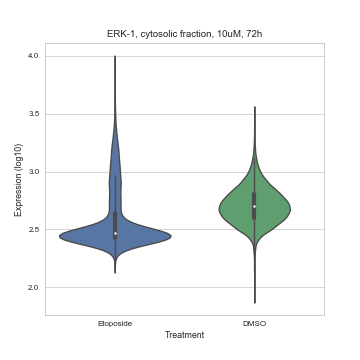 ERK-1, cytosolic fraction, 10uM, 72h
4.0
3.5
3.0
2.5
2.0
Expression (log10)
Etoposide
DMSO
Treatment